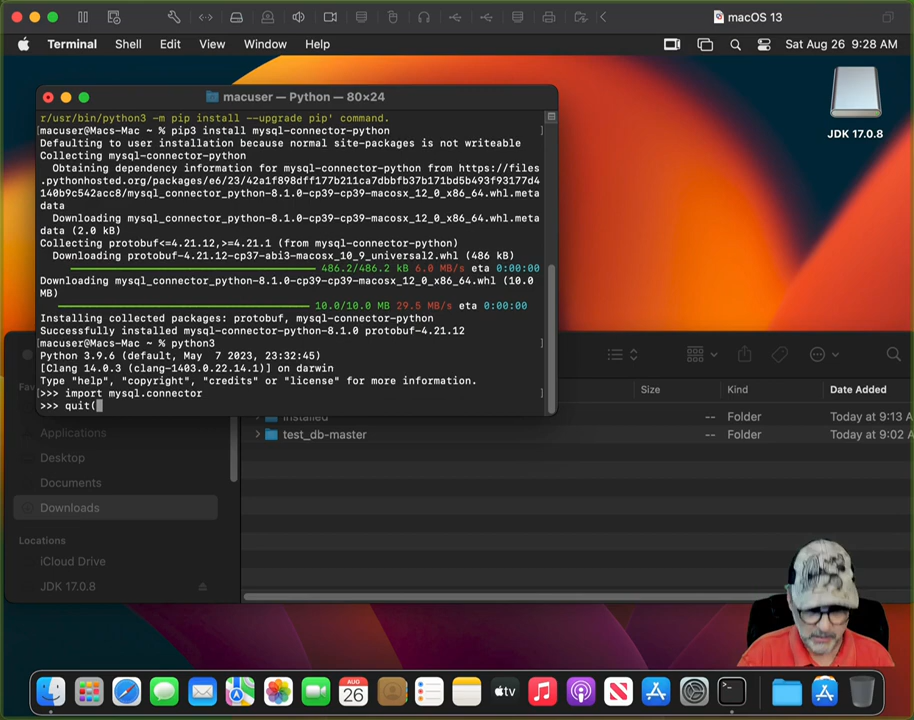 macOS 13
Terminal Shell Edit View Window Help
Sat Aug 26 9:28 AM
JDK 17.0.8
macuser — Python — 80×24
r/usr/bin/python3 -m pip install --upgrade pip' command.
[macuser@Macs-Mac ~ % pip3 install mysql-connector-python ]
Defaulting to user installation because normal site-packages is not writeable
Collecting mysql-connector-python
Obtaining dependency information for mysql-connector-python from https://files
.pythonhosted.org/packages/e6/23/42a1f898dff177b211ca7dbbfb37b171bd5b493f93177d4
140b9c542acc8/mysql_connector_python-8.1.0-cp39-cp39-macosx_12_0_x86_64.whl.meta
data
Downloading mysql_connector_python-8.1.0-cp39-cp39-macosx_12_0_x86_64.whl.meta
data (2.0 kB)
Collecting protobuf<=4.21.12,>=4.21.1 (from mysql-connector-python)
Downloading protobuf-4.21.12-cp37-abi3-macosx_10_9_universal2.whl (486 kB)
486.2/486.2 kB 6.0 MB/s eta 0:00:00
Downloading mysql_connector_python-8.1.0-cp39-cp39-macosx_12_0_x86_64.whl (10.0
MB)
10.0/10.0 MB 29.5 MB/s eta 0:00:00
Installing collected packages: protobuf, mysql-connector-python
Successfully installed mysql-connector-python-8.1.0 protobuf-4.21.12
[macuser@Macs-Mac ~ % python3 ]
Python 3.9.6 (default, May  7 2023, 23:32:45)
[Clang 14.0.3 (clang-1403.0.22.14.1)] on darwin
Type "help", "copyright", "credits" or "license" for more information.
[>>> import mysql.connector ]
>>> quit(
Size Kind Date Added
installed -- Folder Today at 9:13 A
test_db-master -- Folder Today at 9:02 A
Fav
Applications
Desktop
Documents
Downloads
Locations
iCloud Drive
JDK 17.0.8
AUG
26
tv